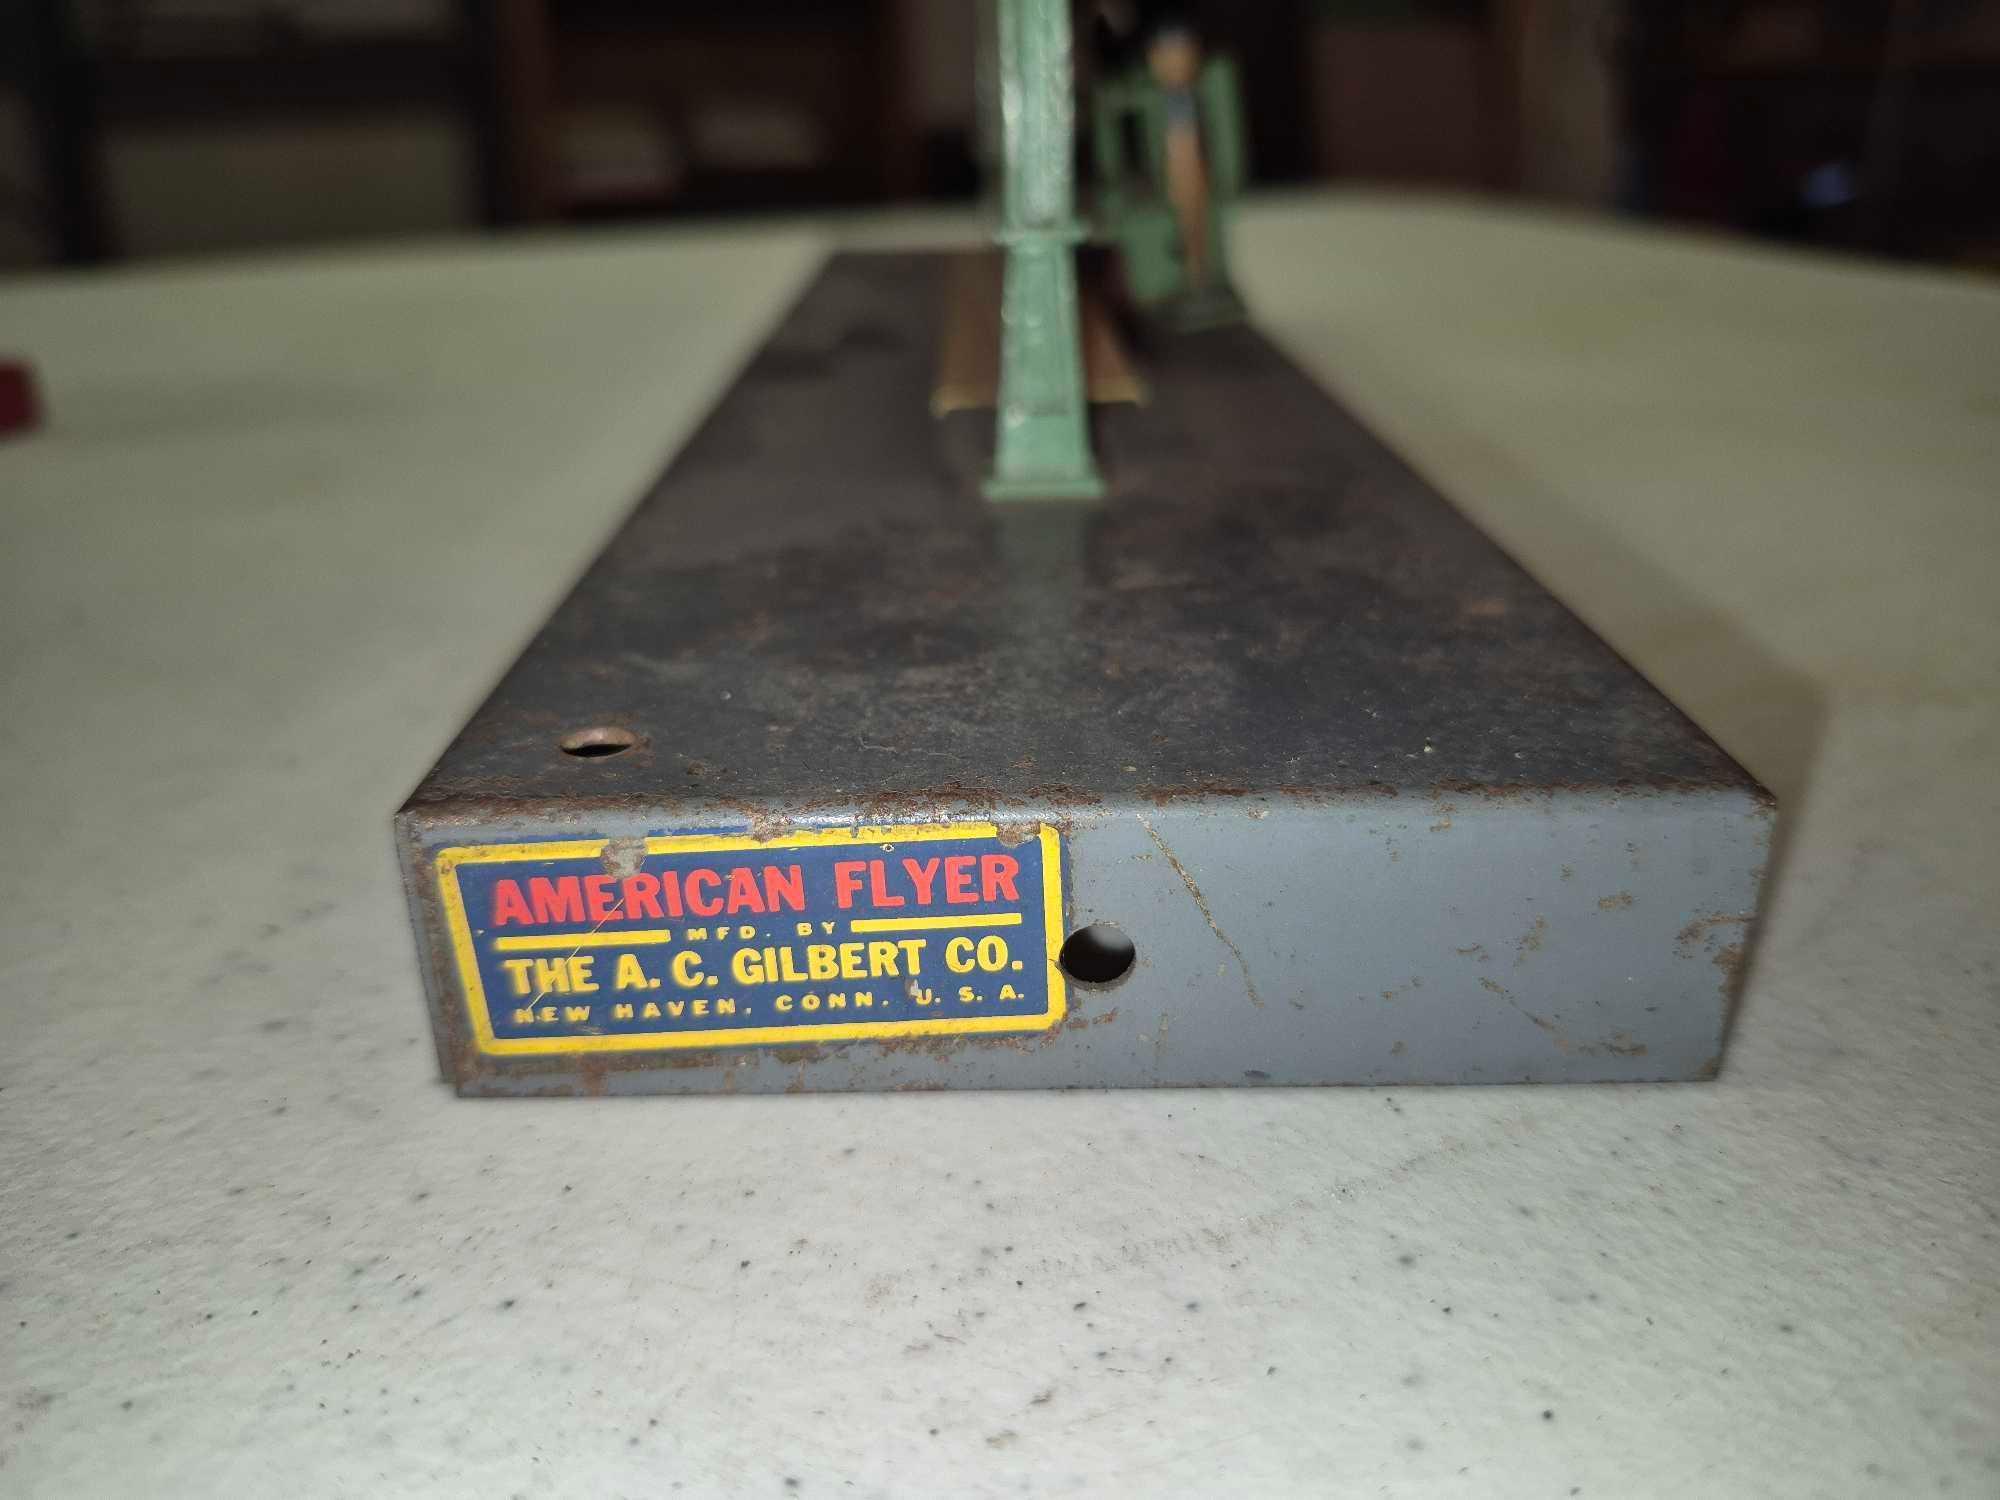 AMERICAN FLYER
MFD. BY
THE A. C. GILBERT CO.
NEW HAVEN, CONN. U. S. A.